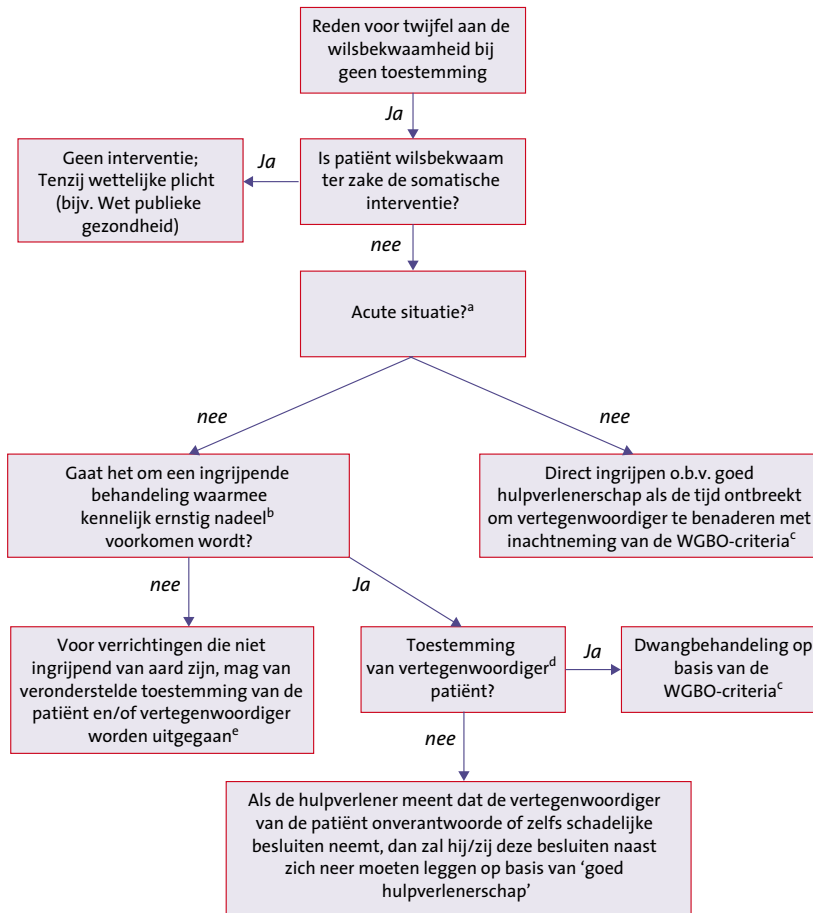 Reden voor twijfel aan de
wilsbekwaamheid bij
geen toestemming
Ja
Geen interventie;
Tenzij wettelijke plicht
(bijv. Wet publieke
gezondheid)
Ja
Is patiënt wilsbekwaam
ter zake de somatische
interventie?
nee
Acute situatie?a
nee
nee
Gaat het om een ingrijpende
behandeling waarmee
kennelijk ernstig nadeelb
voorkomen wordt?
Direct ingrijpen o.b.v. goed
hulpverlenerschap als de tijd ontbreekt
om vertegenwoordiger te benaderen met
inachtneming van de WGBO-criteriac
nee
Ja
Voor verrichtingen die niet
ingrijpend van aard zijn, mag van
veronderstelde toestemming van de
patiënt en/of vertegenwoordiger
worden uitgegaane
Toestemming
van vertegenwoordigerd
patiënt?
Ja
Dwangbehandeling op
basis van de
WGBO-criteriac
nee
Als de hulpverlener meent dat de vertegenwoordiger
van de patiënt onverantwoorde of zelfs schadelijke
besluiten neemt, dan zal hij/zij deze besluiten naast
zich neer moeten leggen op basis van ‘goed
hulpverlenerschap’